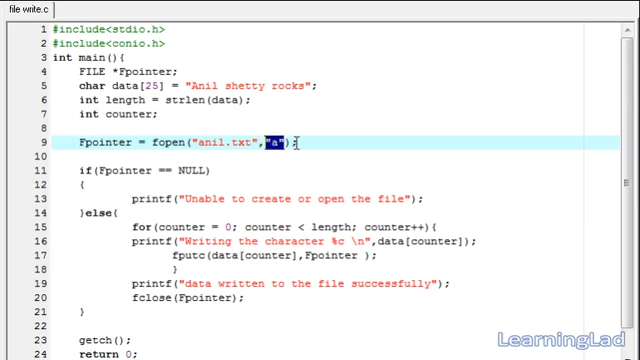 file write.c
1 #include<stdio.h>
2 #include<conio.h>
3 int main(){
4 FILE *Fpointer;
5 char data[25] = "Anil shetty rocks";
6 int length = strlen(data);
7 int counter;
8
9 Fpointer = fopen("anil.txt","a");
10
11 if(Fpointer == NULL)
12 {
13 printf("Unable to create or open the file");
14 }else{
15 for(counter = 0; counter < length; counter++){
16 printf("Writing the character %c \n",data[counter]);
17 fputc(data[counter],Fpointer );
18 }
19 printf("data written to the file successfully");
20 fclose(Fpointer);
21 }
22
23 getch();
24 return 0;
LearningLad